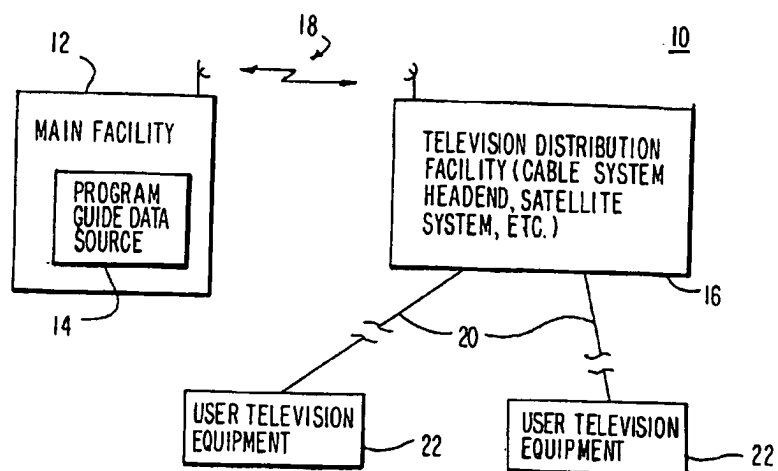 18
10
12
MAIN FACILITY
PROGRAM
GUIDE DATA
SOURCE
14
TELEVISION DISTRIBUTION
FACILITY (CABLE SYSTEM
HEADEND, SATELLITE
SYSTEM, ETC.)
16
20
USER TELEVISION
EQUIPMENT
22
USER TELEVISION
EQUIPMENT
22